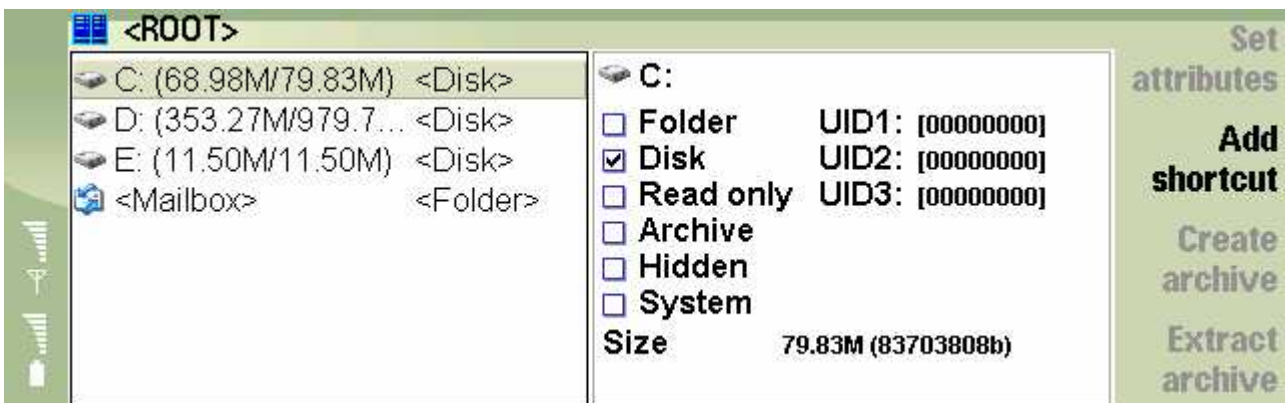 <ROOT>
C: (68.98M/79.83M) <Disk>
D: (353.27M/979.7... <Disk>
E: (11.50M/11.50M) <Disk>
<Mailbox> <Folder>
C:
Folder UID1: [00000000]
Disk UID2: [00000000]
Read only UID3: [00000000]
Archive
Hidden
System
Size 79.83M (83703808b)
Set
attributes
Add
shortcut
Create
archive
Extract
archive